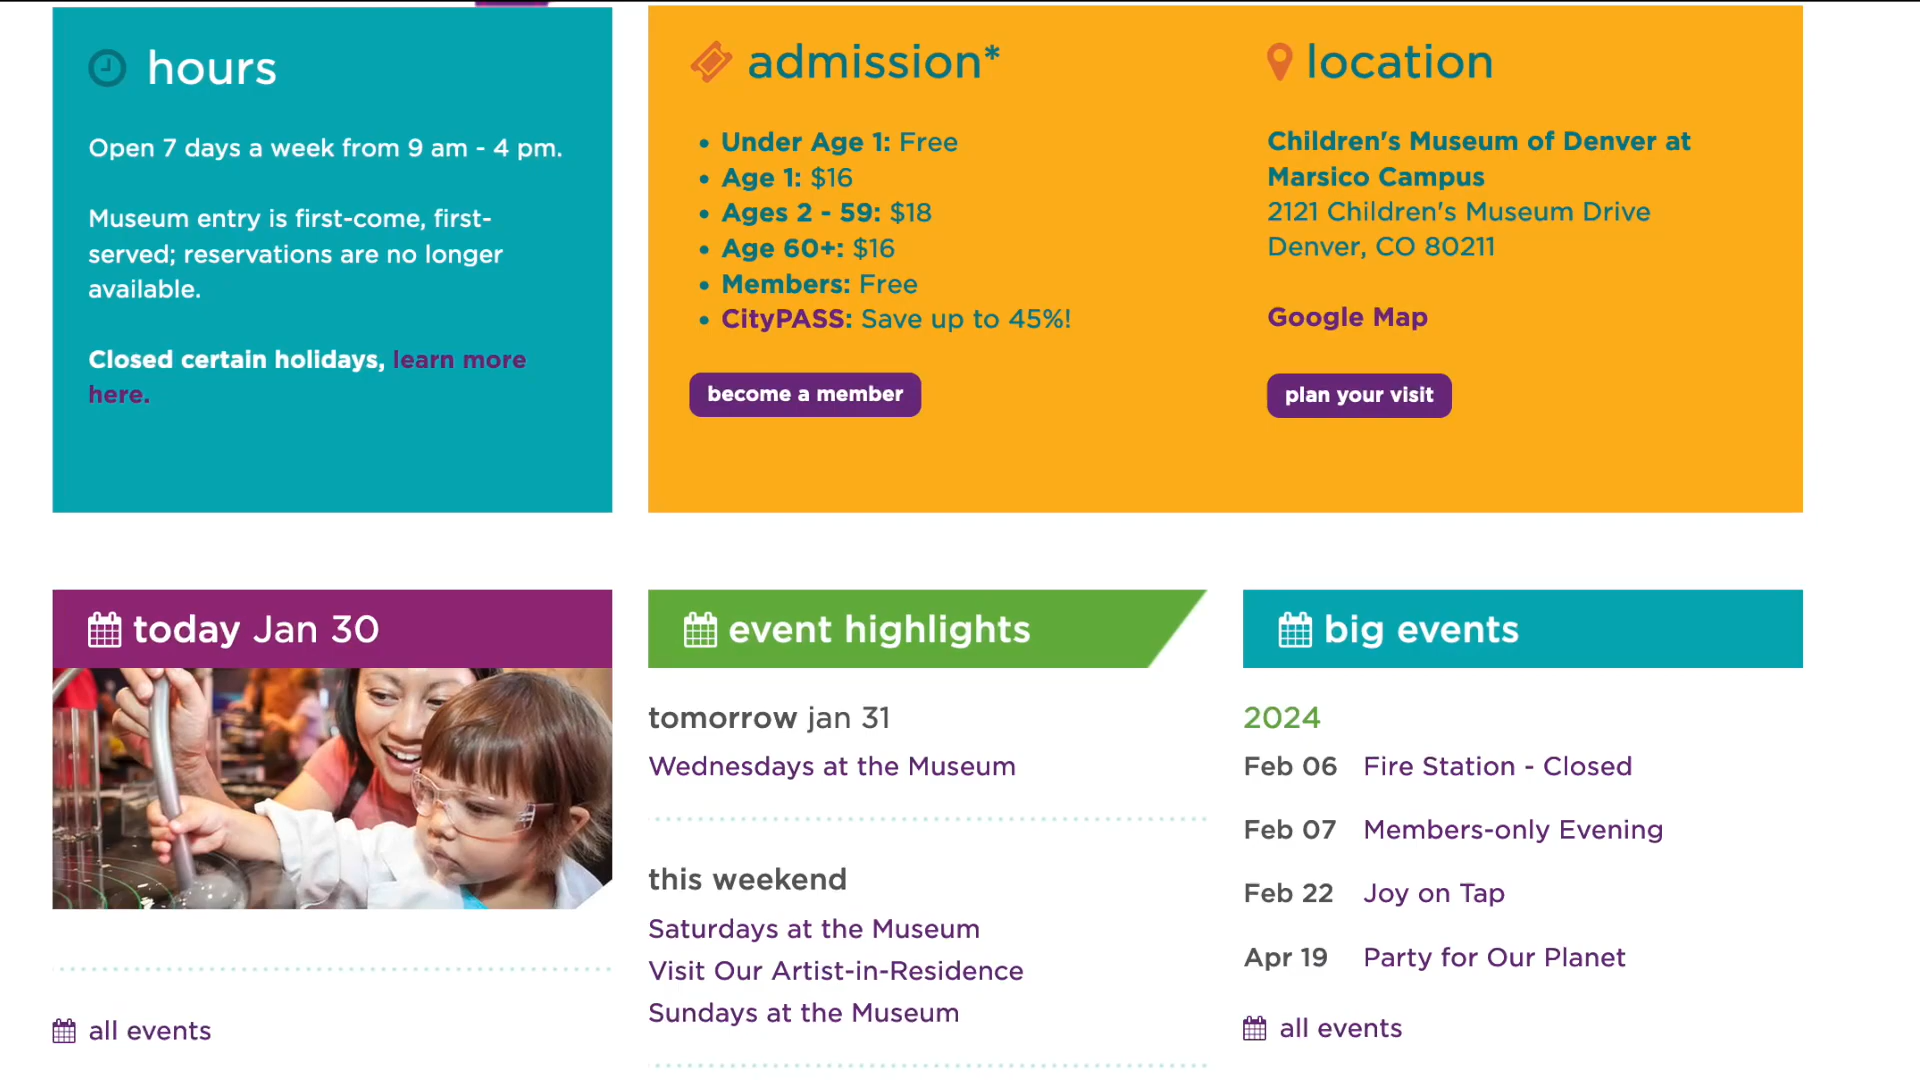 hours
Open 7 days a week from 9 am - 4 pm.
Museum entry is first-come, first-
served; reservations are no longer
available.
Closed certain holidays, learn more
here.
admission*
Under Age 1: Free
Age 1: $16
Ages 2 - 59: $18
Age 60+: $16
Members: Free
CityPASS: Save up to 45%!
become a member
location
Children's Museum of Denver at
Marsico Campus
2121 Children's Museum Drive
Denver, CO 80211
Google Map
plan your visit
today Jan 30
all events
event highlights
tomorrow jan 31
Wednesdays at the Museum
this weekend
Saturdays at the Museum
Visit Our Artist-in-Residence
Sundays at the Museum
big events
2024
Feb 06 Fire Station - Closed
Feb 07 Members-only Evening
Feb 22 Joy on Tap
Apr 19 Party for Our Planet
all events